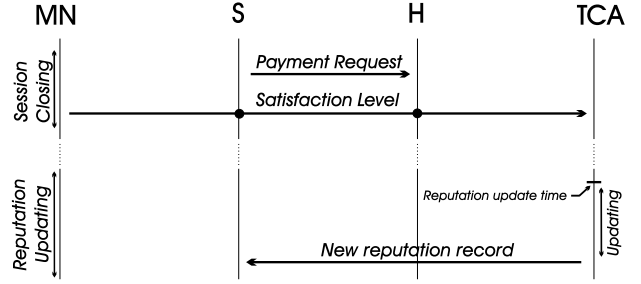 MN S H TCA
Payment Request
Session
Closing
Satisfaction Level
Reputation
Updating
Reputation update time
Updating
New reputation record